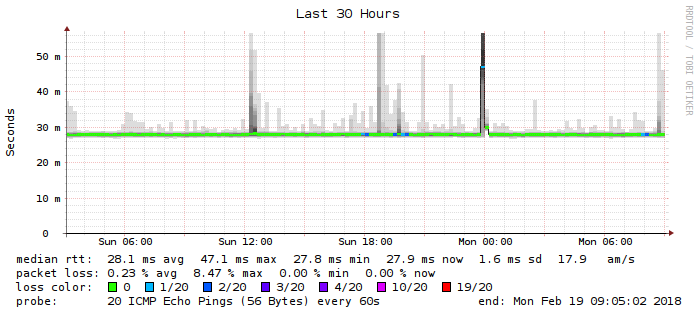 Last 30 Hours
RRDTOOL / TOBI OETIKER
Seconds
50 m
40 m
30 m
20 m
10 m
0
Sun 06:00 Sun 12:00 Sun 18:00 Mon 00:00 Mon 06:00
median rtt: 28.1 ms avg 47.1 ms max 27.8 ms min 27.9 ms now 1.6 ms sd 17.9 am/s
packet loss: 0.23 % avg 8.47 % max 0.00 % min 0.00 % now
loss color: 0 1/20 2/20 3/20 4/20 10/20 19/20
probe: 20 ICMP Echo Pings (56 Bytes) every 60s end: Mon Feb 19 09:05:02 2018